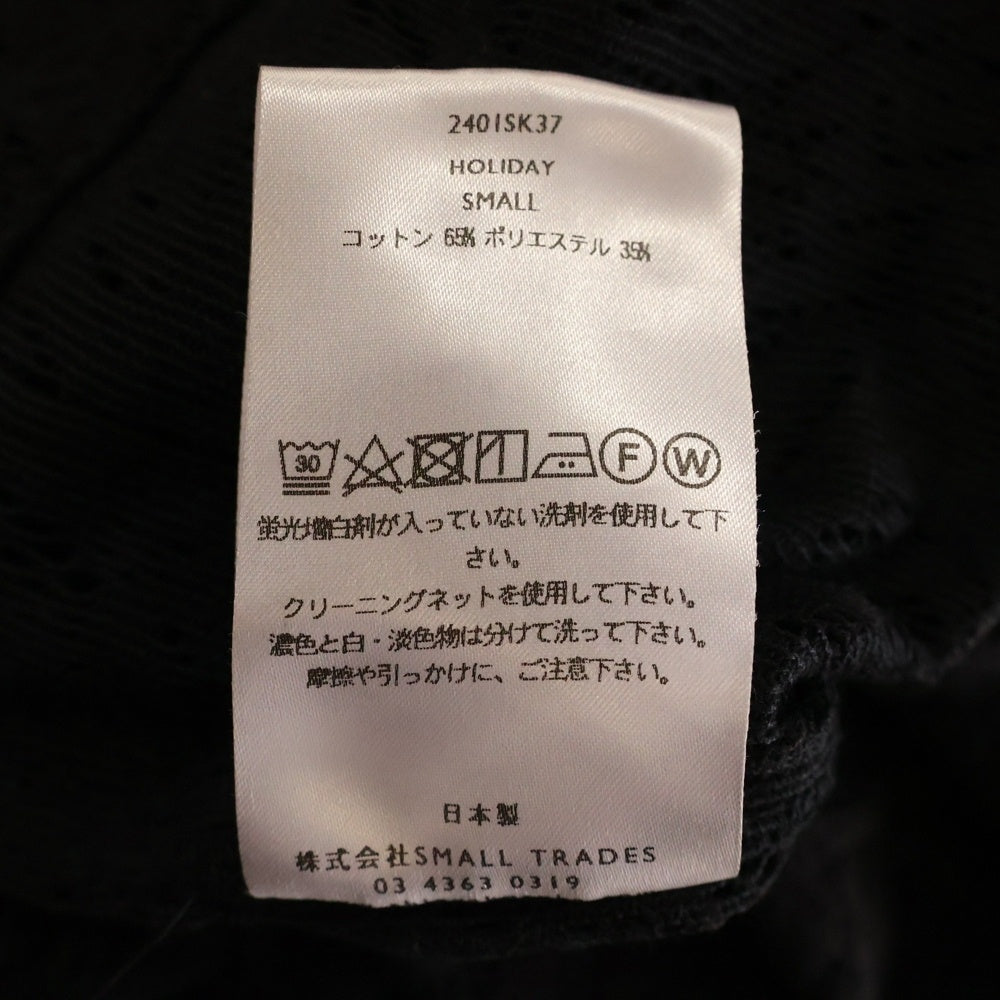 2401SK37
HOLIDAY
SMALL
コットン 65% ポリエステル 35%
30 F W
蛍光増白剤が入っていない洗剤を使用して下
さい。
クリーニングネットを使用して下さい。
濃色と白・淡色物は分けて洗って下さい。
摩擦や引っかけに、ご注意下さい。
日本製
株式会社SMALL TRADES
03 4363 0319